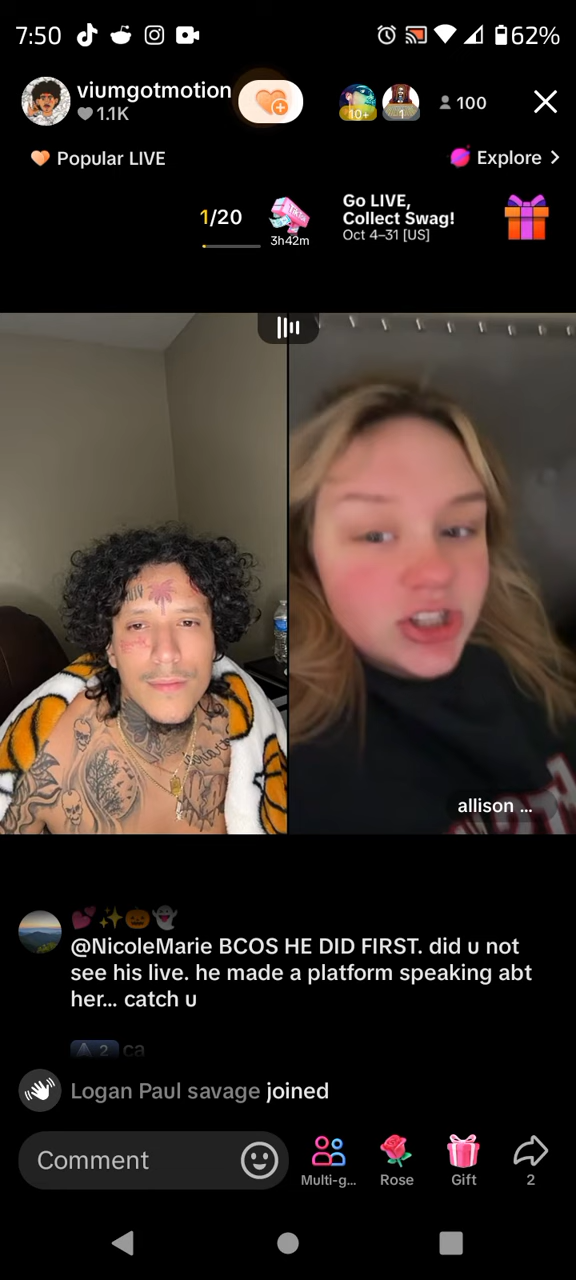 7:50
62%
viumgotmotion
1.1K
10+
1
100
Popular LIVE
Explore >
1/20
3h42m
Go LIVE,
Collect Swag!
Oct 4–31 [US]
allison ...
💕✨🎃👻
@NicoleMarie BCOS HE DID FIRST. did u not
see his live. he made a platform speaking abt
her... catch u
2 ca
Logan Paul savage joined
Comment
Multi-g...
Rose
Gift
2